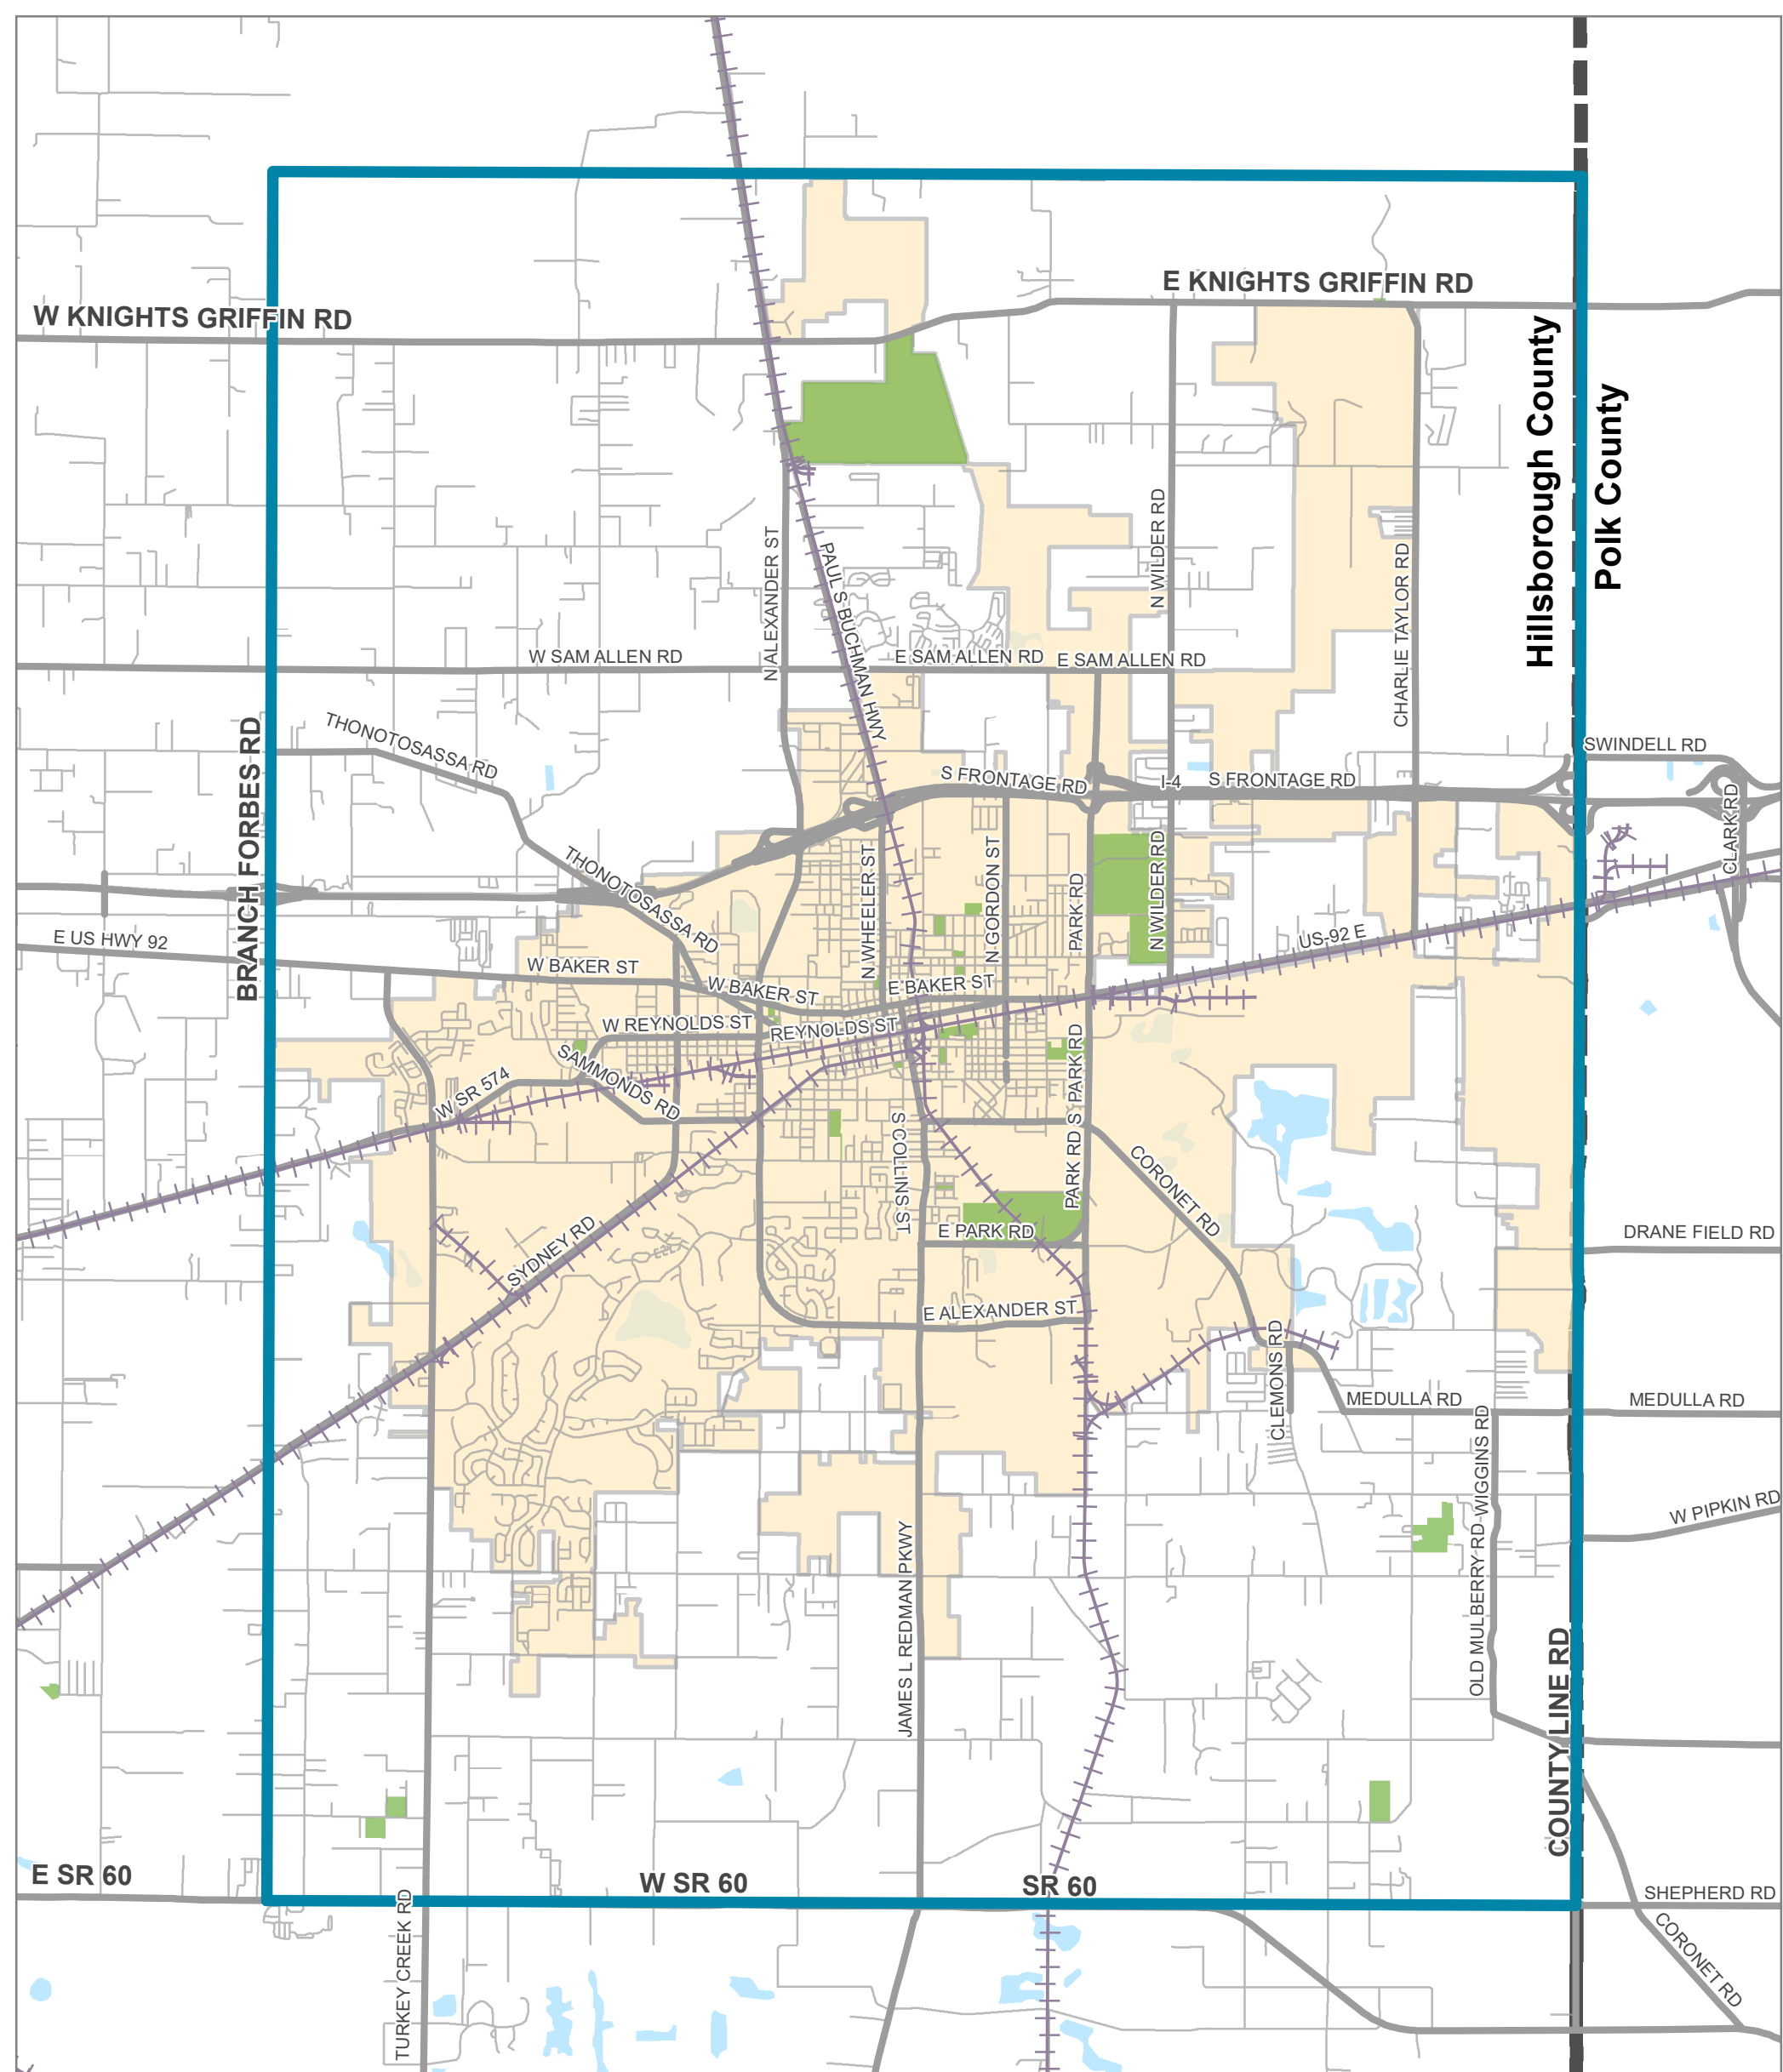 E KNIGHTS GRIFFIN RD
W KNIGHTS GRIFFIN RD
Hillsborough County
Polk County
N WILDER RD
N ALEXANDER ST
PAUL S BUCHMAN HWY
CHARLIE TAYLOR RD
W SAM ALLEN RD
E SAM ALLEN RD
E SAM ALLEN RD
THONOTOSASSA RD
BRANCH FORBES RD
SWINDELL RD
S FRONTAGE RD
I-4
S FRONTAGE RD
CLARK RD
THONOTOSASSA RD
N WHEELER ST
N GORDON ST
PARK RD
N WILDER RD
E US HWY 92
US-92 E
W BAKER ST
W BAKER ST
E BAKER ST
W REYNOLDS ST
REYNOLDS ST
SAMMONDS RD
W SR 574
S PARK RD
S COLLINS ST
PARK RD
CORONET RD
E PARK RD
DRANE FIELD RD
SYDNEY RD
E ALEXANDER ST
CLEMONS RD
MEDULLA RD
MEDULLA RD
OLD MULBERRY RD-WIGGINS RD
W PIPKIN RD
JAMES L REDMAN PKWY
COUNTY LINE RD
E SR 60
W SR 60
SR 60
SHEPHERD RD
TURKEY CREEK RD
CORONET RD